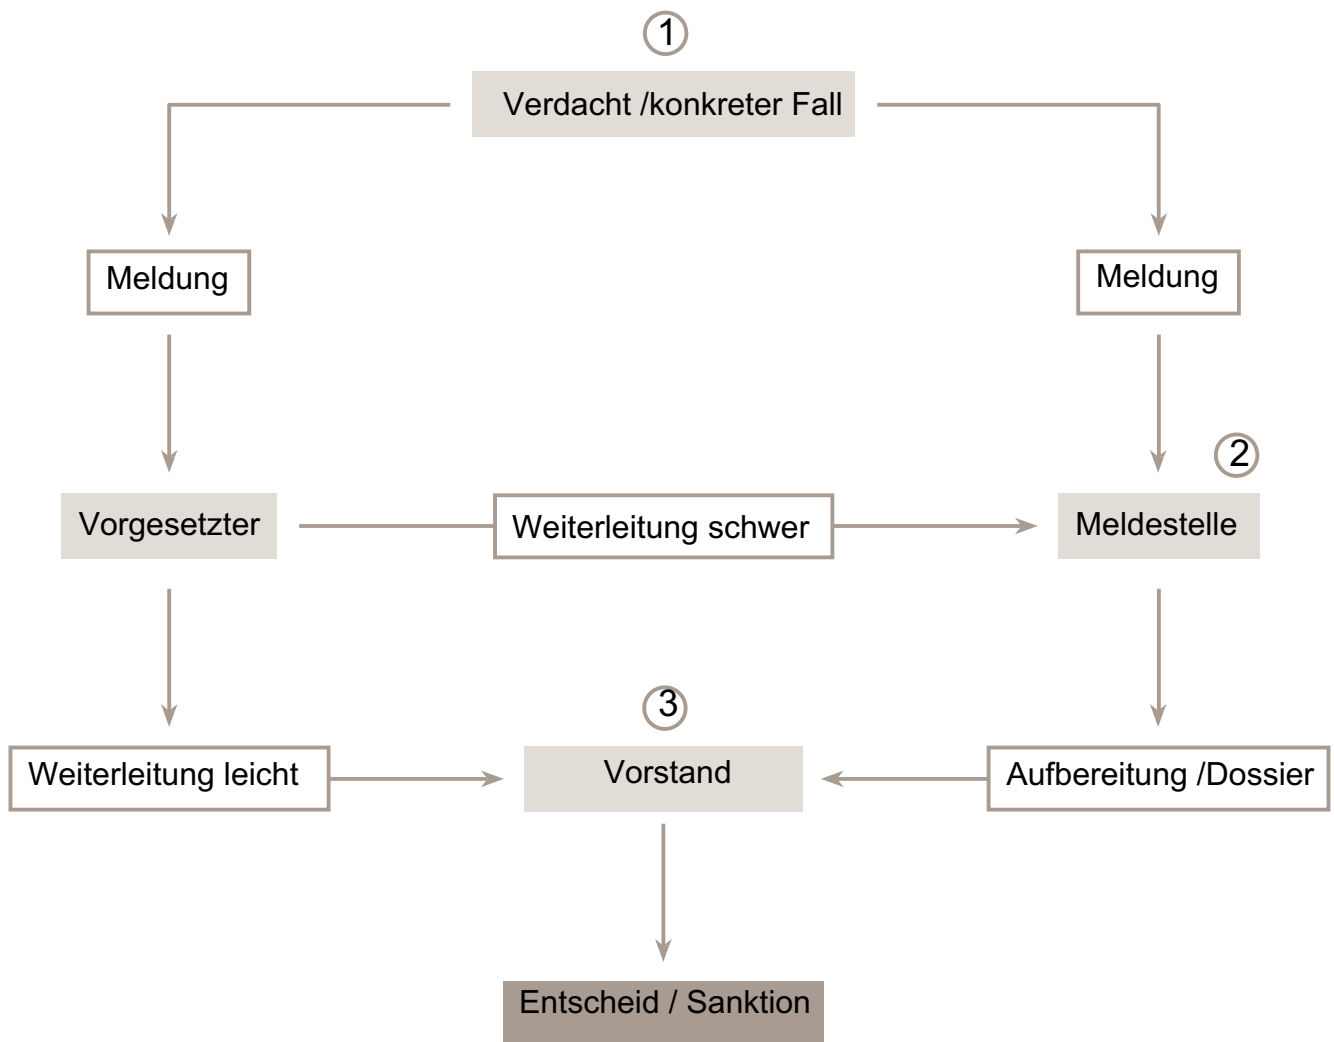 1
Verdacht /konkreter Fall
Meldung
Meldung
2
Vorgesetzter
Weiterleitung schwer
Meldestelle
3
Weiterleitung leicht
Vorstand
Aufbereitung /Dossier
Entscheid / Sanktion